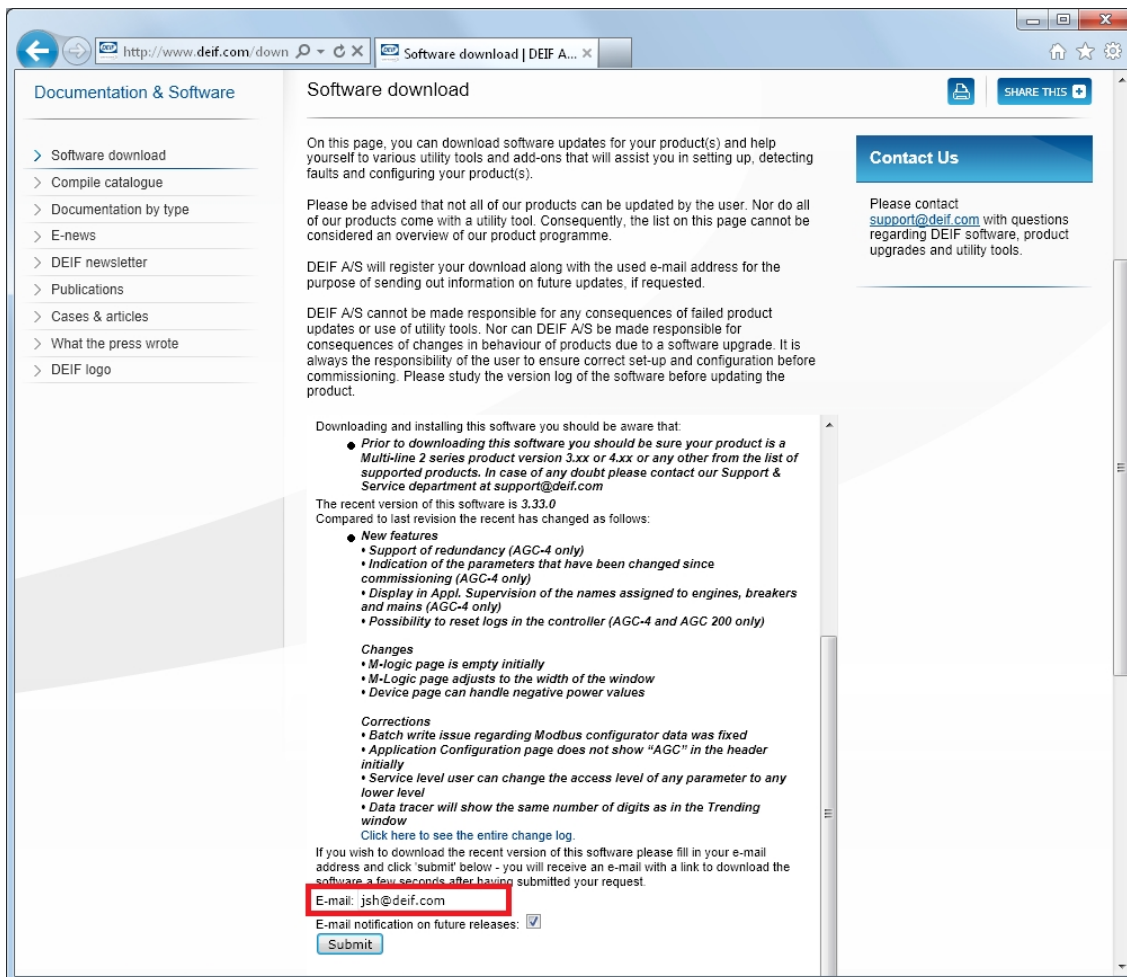 http://www.deif.com/down
Software download | DEIF A...
Documentation & Software
Software download
Compile catalogue
Documentation by type
E-news
DEIF newsletter
Publications
Cases & articles
What the press wrote
DEIF logo
Software download
SHARE THIS
On this page, you can download software updates for your product(s) and help
yourself to various utility tools and add-ons that will assist you in setting up, detecting
faults and configuring your product(s).
Please be advised that not all of our products can be updated by the user. Nor do all
of our products come with a utility tool. Consequently, the list on this page cannot be
considered an overview of our product programme.
DEIF A/S will register your download along with the used e-mail address for the
purpose of sending out information on future updates, if requested.
DEIF A/S cannot be made responsible for any consequences of failed product
updates or use of utility tools. Nor can DEIF A/S be made responsible for
consequences of changes in behaviour of products due to a software upgrade. It is
always the responsibility of the user to ensure correct set-up and configuration before
commissioning. Please study the version log of the software before updating the
product.
Downloading and installing this software you should be aware that:
● Prior to downloading this software you should be sure your product is a
Multi-line 2 series product version 3.xx or 4.xx or any other from the list of
supported products. In case of any doubt please contact our Support &
Service department at support@deif.com
The recent version of this software is 3.33.0
Compared to last revision the recent has changed as follows:
● New features
• Support of redundancy (AGC-4 only)
• Indication of the parameters that have been changed since
commissioning (AGC-4 only)
• Display in Appl. Supervision of the names assigned to engines, breakers
and mains (AGC-4 only)
• Possibility to reset logs in the controller (AGC-4 and AGC 200 only)
Changes
• M-logic page is empty initially
• M-Logic page adjusts to the width of the window
• Device page can handle negative power values
Corrections
• Batch write issue regarding Modbus configurator data was fixed
• Application Configuration page does not show “AGC” in the header
initially
• Service level user can change the access level of any parameter to any
lower level
• Data tracer will show the same number of digits as in the Trending
window
Click here to see the entire change log.
If you wish to download the recent version of this software please fill in your e-mail
address and click 'submit' below - you will receive an e-mail with a link to download the
software a few seconds after having submitted your request.
E-mail: jsh@deif.com
E-mail notification on future releases:
Submit
Contact Us
Please contact
support@deif.com with questions
regarding DEIF software, product
upgrades and utility tools.